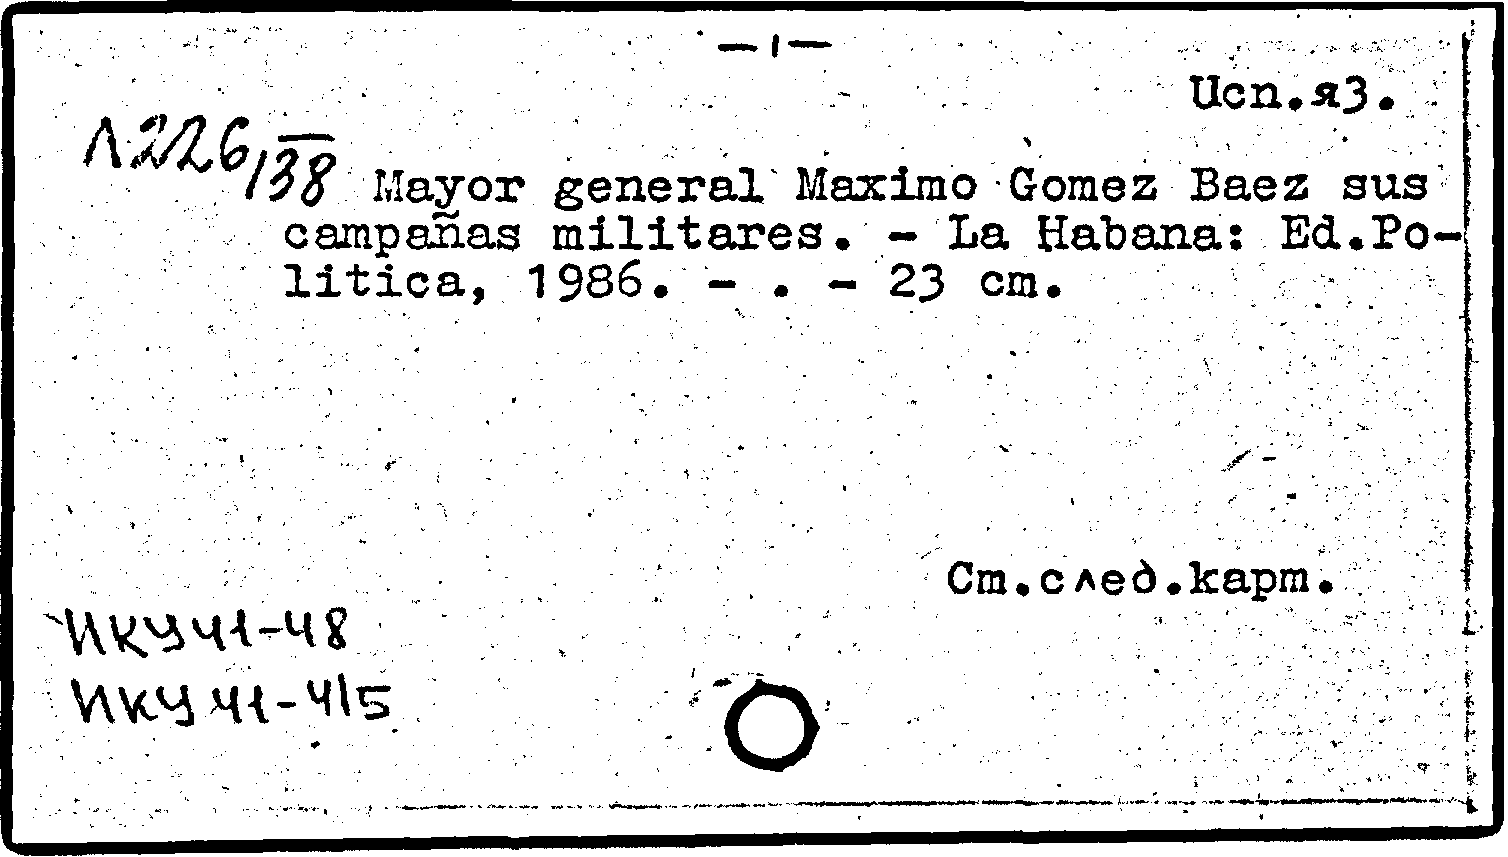 — 1 —
Исп.яз.
Л226/38
Mayor general Maximo Gomez Baez sus
campañas militares. - La Habana: Ed.Po-
litica, 1986. - . - 23 cm.
См.след.карт.
ИКУ41-48
ИКУ41-415